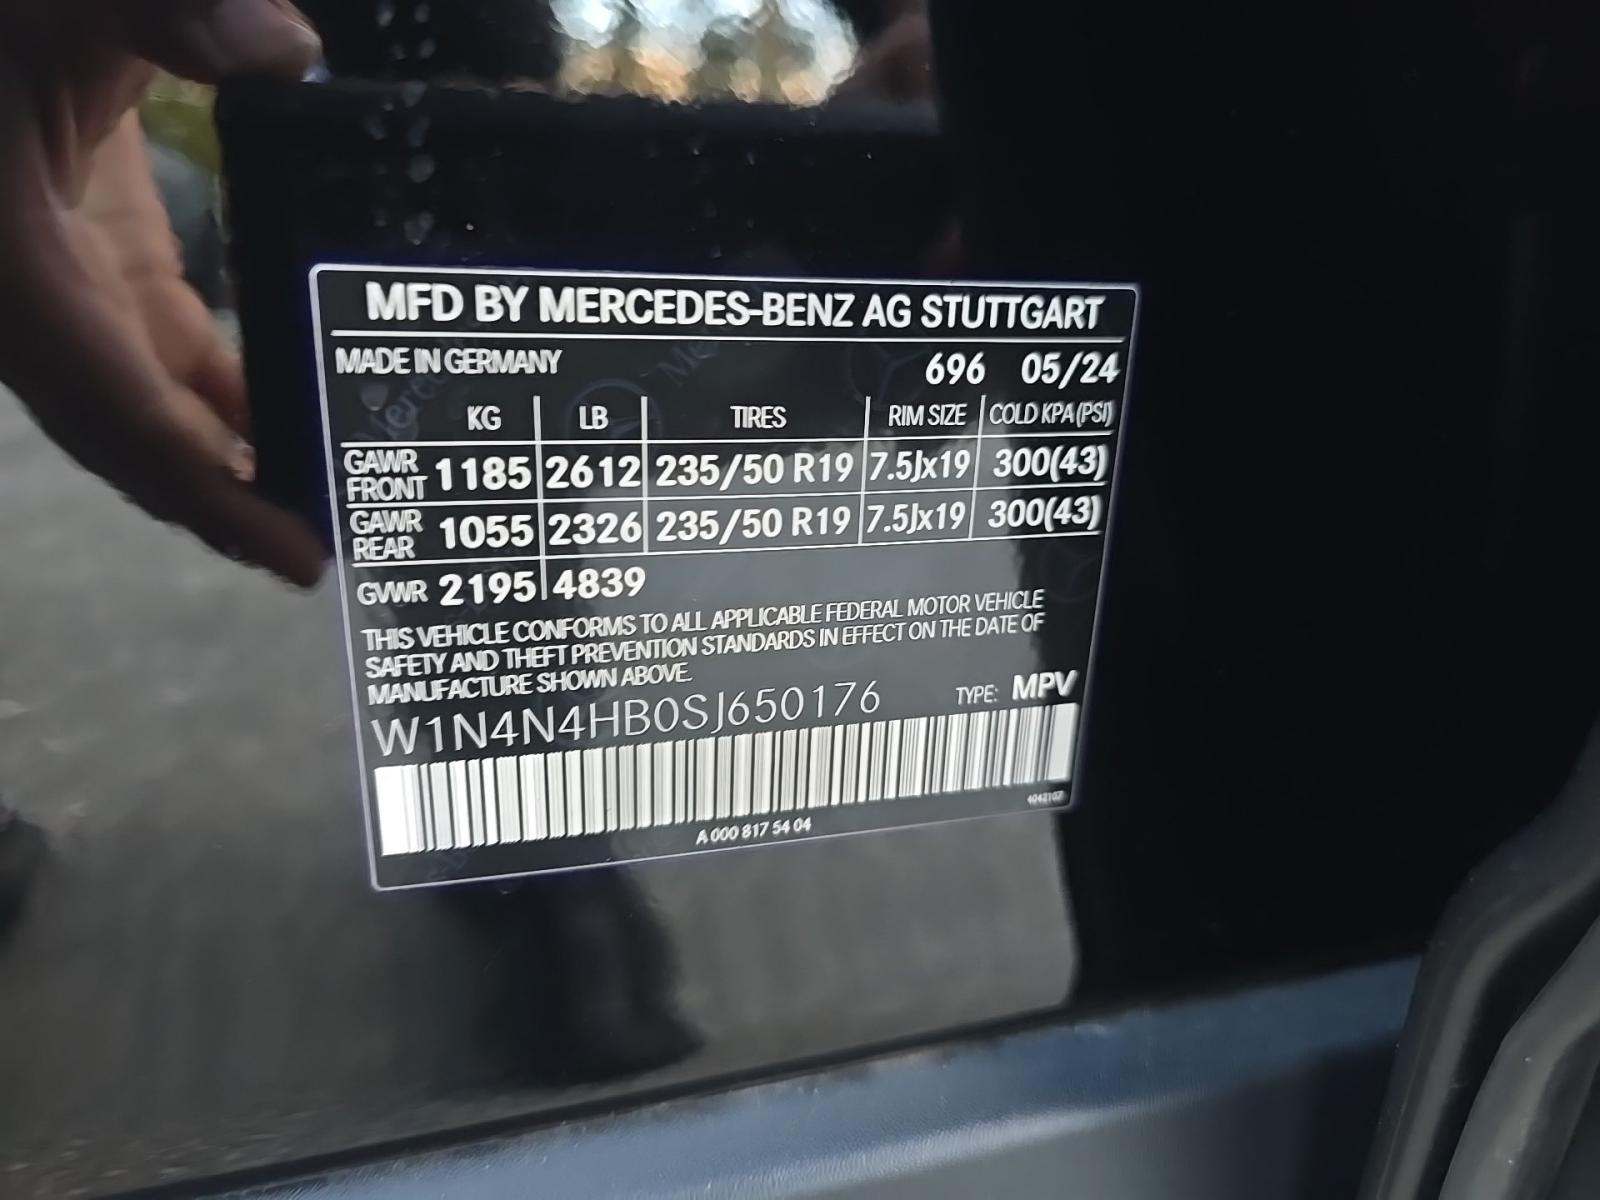 MFD BY MERCEDES-BENZ AG STUTTGART
MADE IN GERMANY 696 05/24
KG LB TIRES RIM SIZE COLD KPA(PSI)
GAWR FRONT 1185 2612 235/50 R19 7.5Jx19 300(43)
GAWR REAR 1055 2326 235/50 R19 7.5Jx19 300(43)
GVWR 2195 4839
THIS VEHICLE CONFORMS TO ALL APPLICABLE FEDERAL MOTOR VEHICLE
SAFETY AND THEFT PREVENTION STANDARDS IN EFFECT ON THE DATE OF
MANUFACTURE SHOWN ABOVE.
W1N4N4HB0SJ650176 TYPE: MPV
A 000 817 54 04